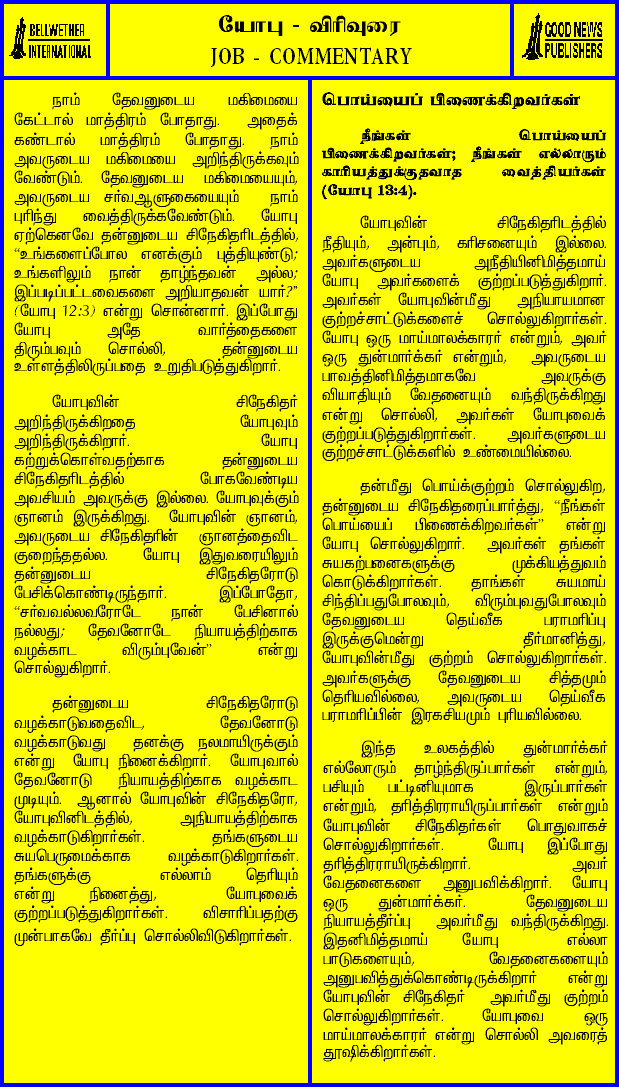 BELLWETHER
INTERNATIONAL
யோபு - விரிவுரை
JOB - COMMENTARY
GOOD NEWS
PUBLISHERS
நாம் தேவனுடைய மகிமையை
கேட்டால் மாத்திரம் போதாது. அதைக்
கண்டால் மாத்திரம் போதாது. நாம்
அவருடைய மகிமையை அறிந்திருக்கவும்
வேண்டும். தேவனுடைய மகிமையையும்,
அவருடைய சர்வஆளுகையையும் நாம்
புரிந்து வைத்திருக்கவேண்டும். யோபு
ஏற்கெனவே தன்னுடைய சிநேகிதரிடத்தில்,
“உங்களைப்போல எனக்கும் புத்தியுண்டு;
உங்களிலும் நான் தாழ்ந்தவன் அல்ல;
இப்படிப்பட்டவைகளை அறியாதவன் யார்?”
(யோபு 12:3) என்று சொன்னார். இப்போது
யோபு அதே வார்த்தைகளை
திரும்பவும் சொல்லி, தன்னுடைய
உள்ளத்திலிருப்பதை உறுதிபடுத்துகிறார்.
யோபுவின் சிநேகிதர்
அறிந்திருக்கிறதை யோபுவும்
அறிந்திருக்கிறார். யோபு
கற்றுக்கொள்வதற்காக தன்னுடைய
சிநேகிதரிடத்தில் போகவேண்டிய
அவசியம் அவருக்கு இல்லை. யோபுவுக்கும்
ஞானம் இருக்கிறது. யோபுவின் ஞானம்,
அவருடைய சிநேகிதரின் ஞானத்தைவிட
குறைந்ததல்ல. யோபு இதுவரையிலும்
தன்னுடைய சிநேகிதரோடு
பேசிக்கொண்டிருந்தார். இப்போதோ,
“சர்வவல்லவரோடே நான் பேசினால்
நல்லது; தேவனோடே நியாயத்திற்காக
வழக்காட விரும்புவேன்” என்று
சொல்லுகிறார்.
தன்னுடைய சிநேகிதரோடு
வழக்காடுவதைவிட, தேவனோடு
வழக்காடுவது தனக்கு நலமாயிருக்கும்
என்று யோபு நினைக்கிறார். யோபுவால்
தேவனோடு நியாயத்திற்காக வழக்காட
முடியும். ஆனால் யோபுவின் சிநேகிதரோ,
யோபுவினிடத்தில், அநியாயத்திற்காக
வழக்காடுகிறார்கள். தங்களுடைய
சுயபெருமைக்காக வழக்காடுகிறார்கள்.
தங்களுக்கு எல்லாம் தெரியும்
என்று நினைத்து, யோபுவைக்
குற்றப்படுத்துகிறார்கள். விசாரிப்பதற்கு
முன்பாகவே தீர்ப்பு சொல்லிவிடுகிறார்கள்.
பொய்யைப் பிணைக்கிறவர்கள்
நீங்கள் பொய்யைப்
பிணைக்கிறவர்கள்; நீங்கள் எல்லாரும்
காரியத்துக்குதவாத வைத்தியர்கள்
(யோபு 13:4).
யோபுவின் சிநேகிதரிடத்தில்
நீதியும், அன்பும், கரிசனையும் இல்லை.
அவர்களுடைய அநீதியினிமித்தமாய்
யோபு அவர்களைக் குற்றப்படுத்துகிறார்.
அவர்கள் யோபுவின்மீது அநியாயமான
குற்றச்சாட்டுக்களைச் சொல்லுகிறார்கள்.
யோபு ஒரு மாய்மாலக்காரர் என்றும், அவர்
ஒரு துன்மார்க்கர் என்றும், அவருடைய
பாவத்தினிமித்தமாகவே அவருக்கு
வியாதியும் வேதனையும் வந்திருக்கிறது
என்று சொல்லி, அவர்கள் யோபுவைக்
குற்றப்படுத்துகிறார்கள். அவர்களுடைய
குற்றச்சாட்டுக்களில் உண்மையில்லை.
தன்மீது பொய்க்குற்றம் சொல்லுகிற,
தன்னுடைய சிநேகிதரைப்பார்த்து, “நீங்கள்
பொய்யைப் பிணைக்கிறவர்கள்” என்று
யோபு சொல்லுகிறார். அவர்கள் தங்கள்
சுயகற்பனைகளுக்கு முக்கியத்துவம்
கொடுக்கிறார்கள். தாங்கள் சுயமாய்
சிந்திப்பதுபோலவும், விரும்புவதுபோலவும்
தேவனுடைய தெய்வீக பராமரிப்பு
இருக்குமென்று தீர்மானித்து,
யோபுவின்மீது குற்றம் சொல்லுகிறார்கள்.
அவர்களுக்கு தேவனுடைய சித்தமும்
தெரியவில்லை, அவருடைய தெய்வீக
பராமரிப்பின் இரகசியமும் புரியவில்லை.
இந்த உலகத்தில் துன்மார்க்கர்
எல்லோரும் தாழ்ந்திருப்பார்கள் என்றும்,
பசியும் பட்டினியுமாக இருப்பார்கள்
என்றும், தரித்திரராயிருப்பார்கள் என்றும்
யோபுவின் சிநேகிதர்கள் பொதுவாகச்
சொல்லுகிறார்கள். யோபு இப்போது
தரித்திரராயிருக்கிறார். அவர்
வேதனைகளை அனுபவிக்கிறார். யோபு
ஒரு துன்மார்க்கர். தேவனுடைய
நியாயத்தீர்ப்பு அவர்மீது வந்திருக்கிறது.
இதனிமித்தமாய் யோபு எல்லா
பாடுகளையும், வேதனைகளையும்
அனுபவித்துக்கொண்டிருக்கிறார் என்று
யோபுவின் சிநேகிதர் அவர்மீது குற்றம்
சொல்லுகிறார்கள். யோபுவை ஒரு
மாய்மாலக்காரர் என்று சொல்லி அவரைத்
தூஷிக்கிறார்கள்.